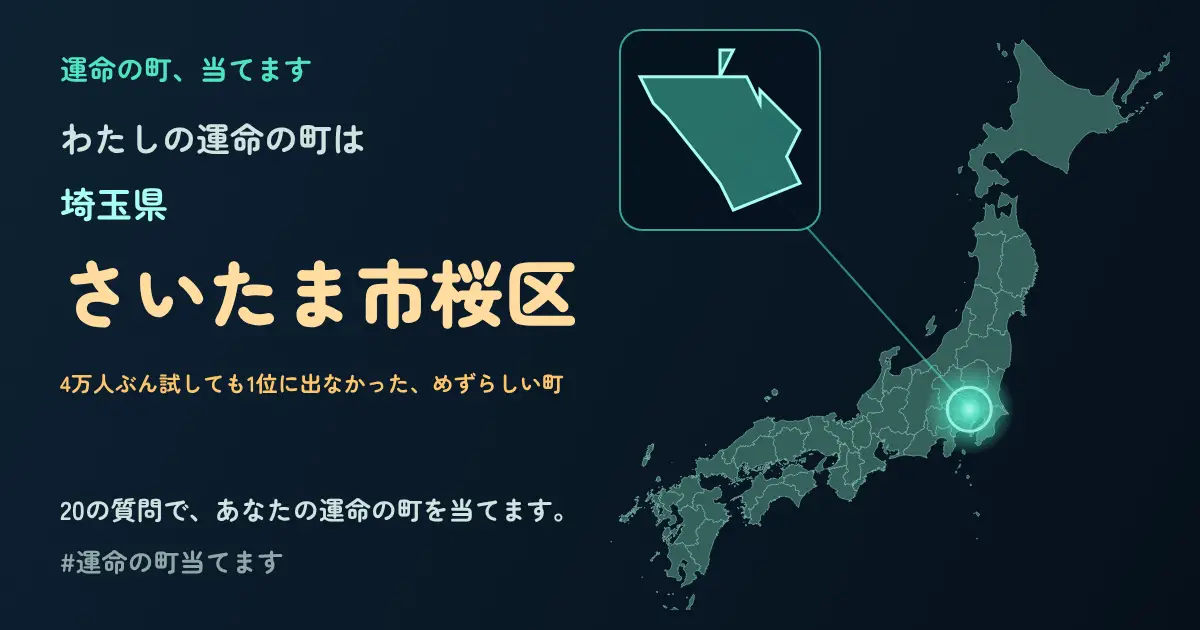 運命の町、当てます
わたしの運命の町は
埼玉県
さいたま市桜区
4万人ぶん試しても1位に出なかった、めずらしい町
20の質問で、あなたの運命の町を当てます。
#運命の町当てます